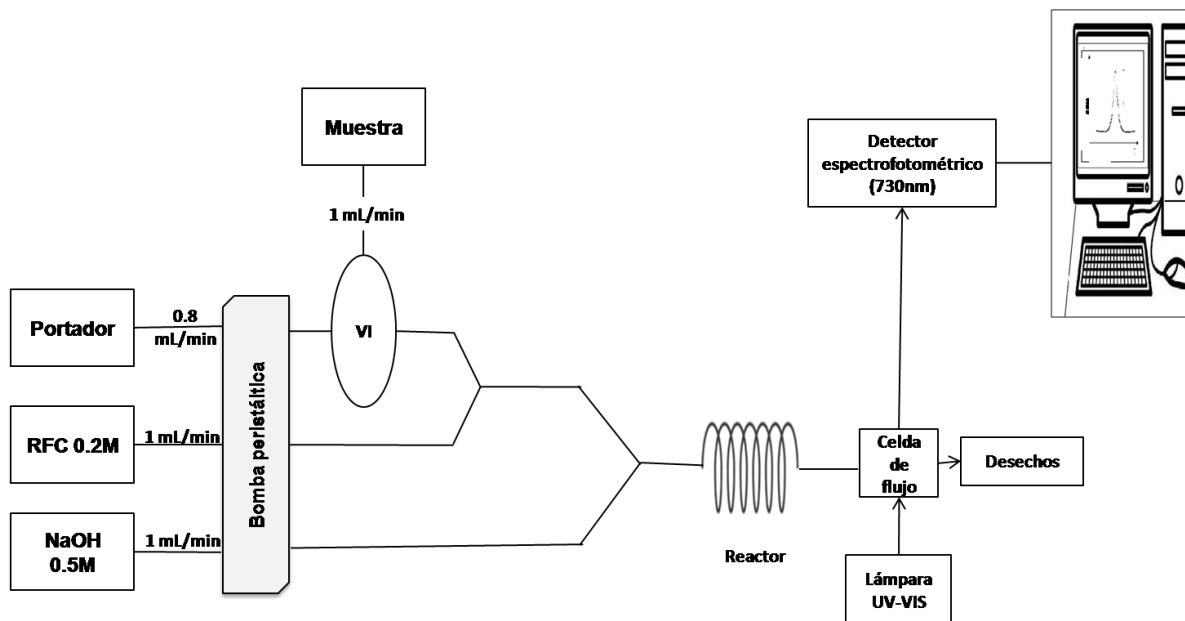 Muestra
1 mL/min
Portador
0.8
mL/min
VI
RFC 0.2M
1 mL/min
NaOH
0.5M
1 mL/min
Bomba peristáltica
Reactor
Detector
espectrofotométrico
(730nm)
Celda
de
flujo
Desechos
Lámpara
UV-VIS